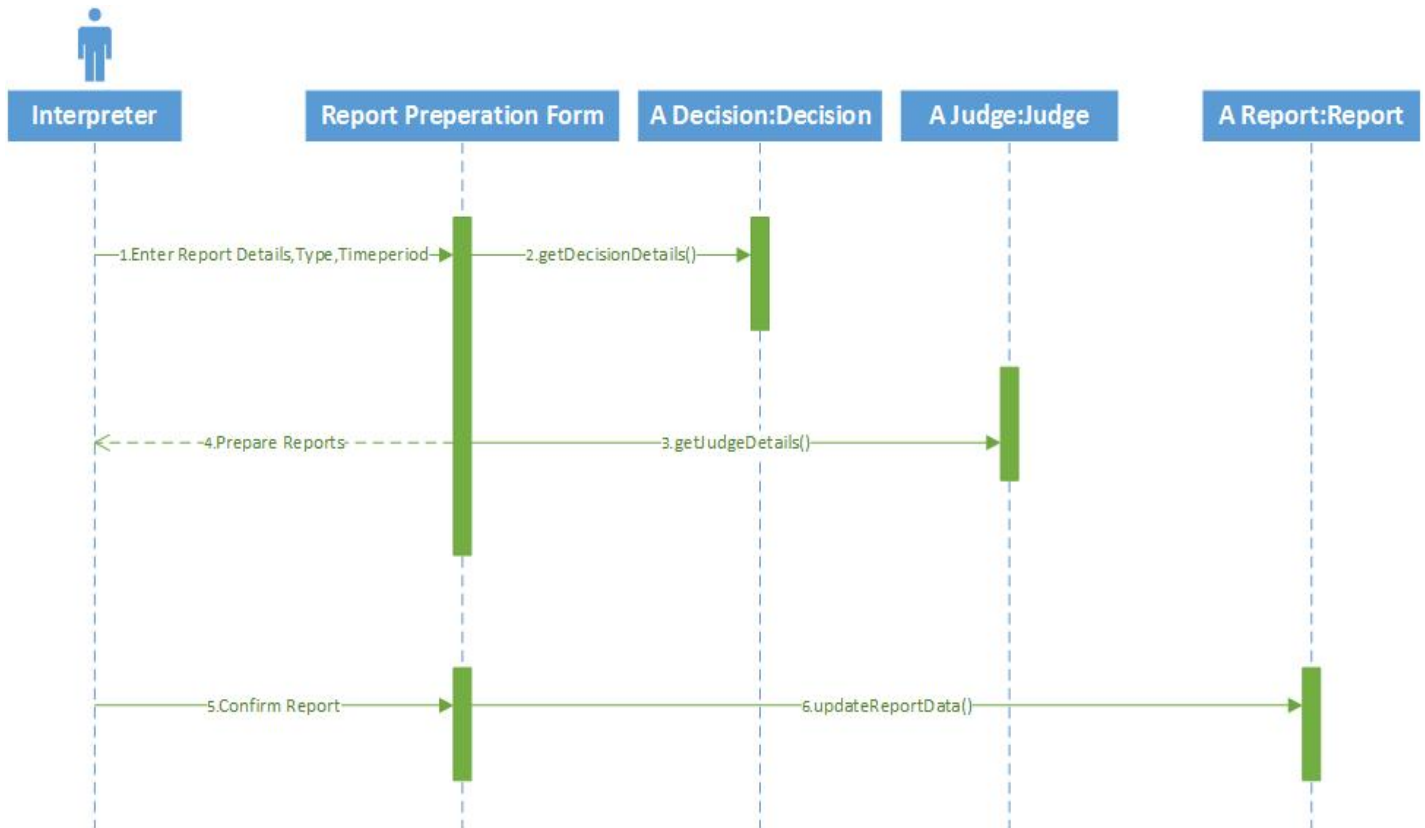 Interpreter
Report Preperation Form
A Decision:Decision
A Judge:Judge
A Report:Report
1.Enter Report Details,Type,Timeperiod
2.getDecisionDetails()
4.Prepare Reports
3.getJudgeDetails()
5.Confirm Report
6.updateReportData()